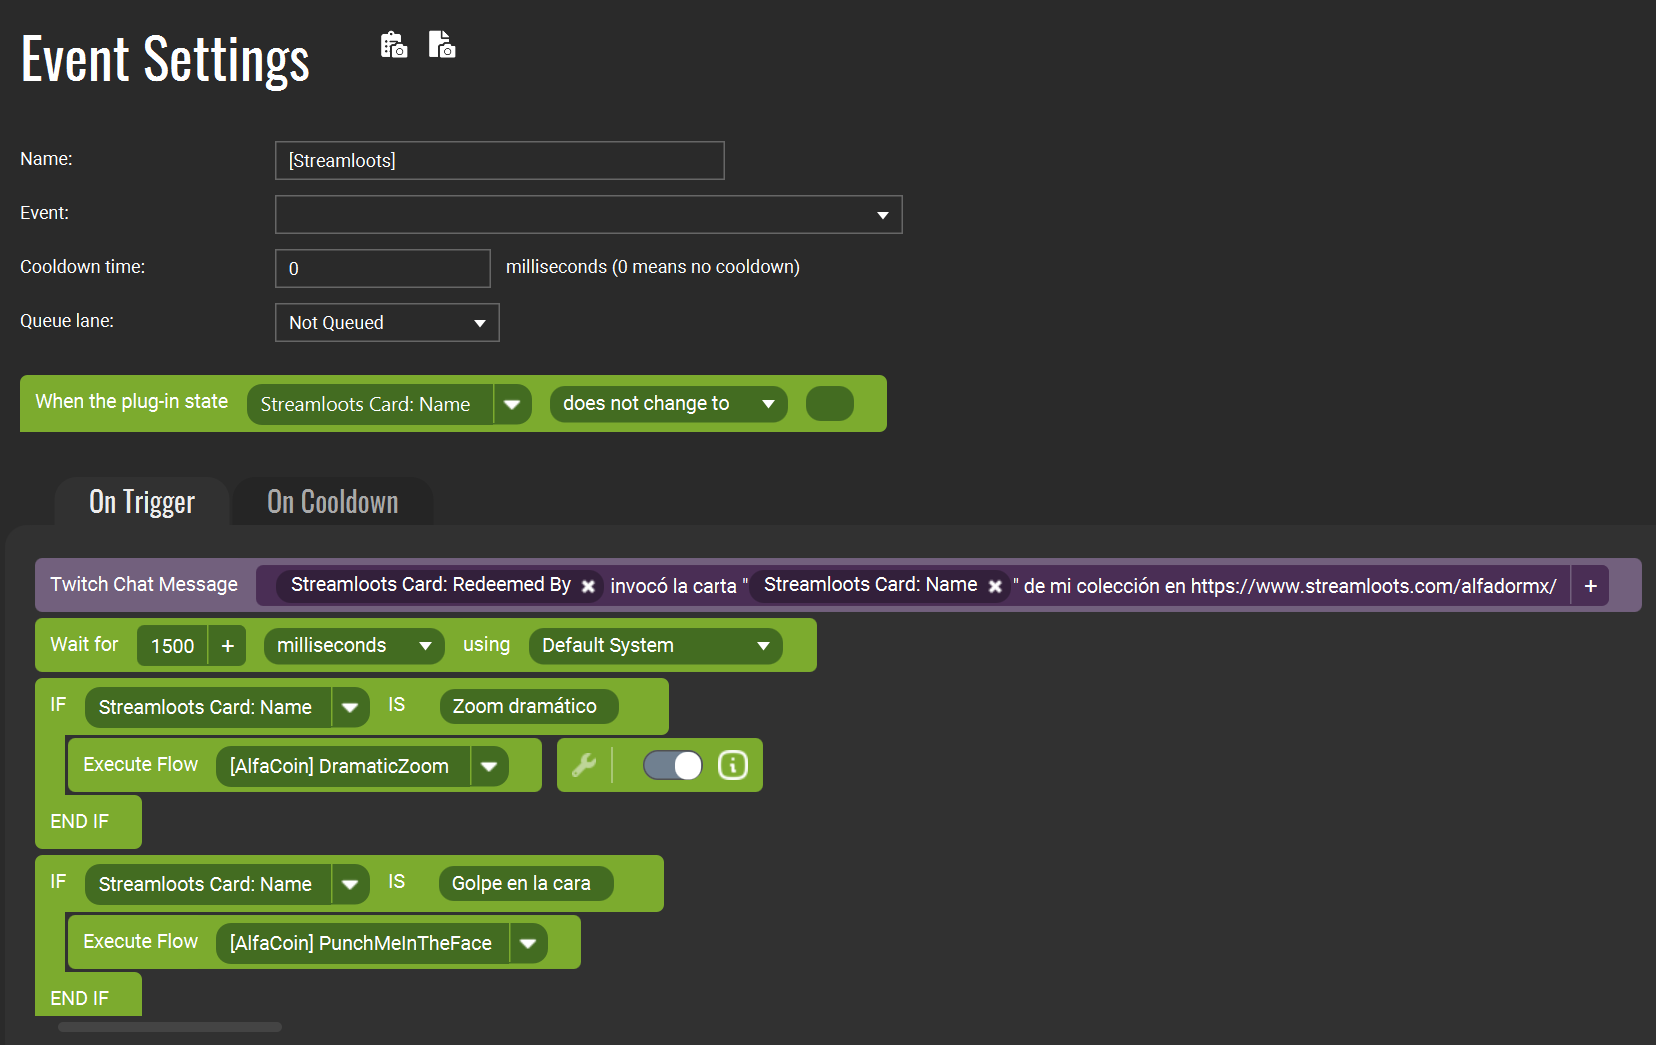 Event Settings
Name: [Streamloots]
Event:
Cooldown time: 0 milliseconds (0 means no cooldown)
Queue lane: Not Queued
When the plug-in state Streamloots Card: Name does not change to
On Trigger On Cooldown
Twitch Chat Message Streamloots Card: Redeemed By × invocó la carta " Streamloots Card: Name × " de mi colección en https://www.streamloots.com/alfadormx/ +
Wait for 1500 + milliseconds using Default System
IF Streamloots Card: Name IS Zoom dramático
Execute Flow [AlfaCoin] DramaticZoom
END IF
IF Streamloots Card: Name IS Golpe en la cara
Execute Flow [AlfaCoin] PunchMeInTheFace
END IF